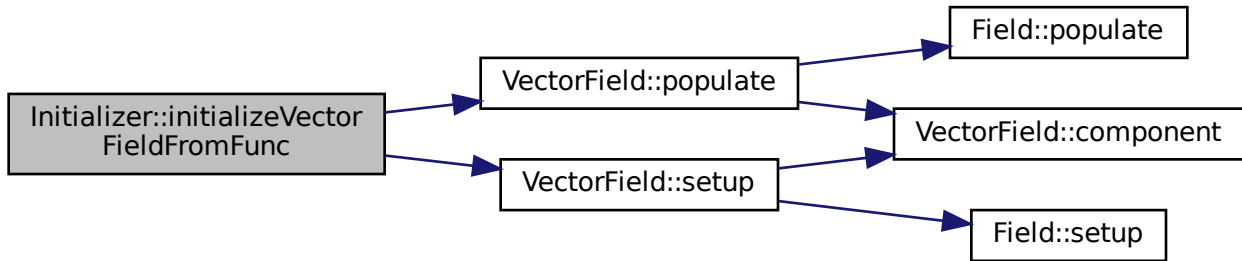 Initializer::initializeVector
FieldFromFunc
VectorField::populate
VectorField::setup
Field::populate
VectorField::component
Field::setup